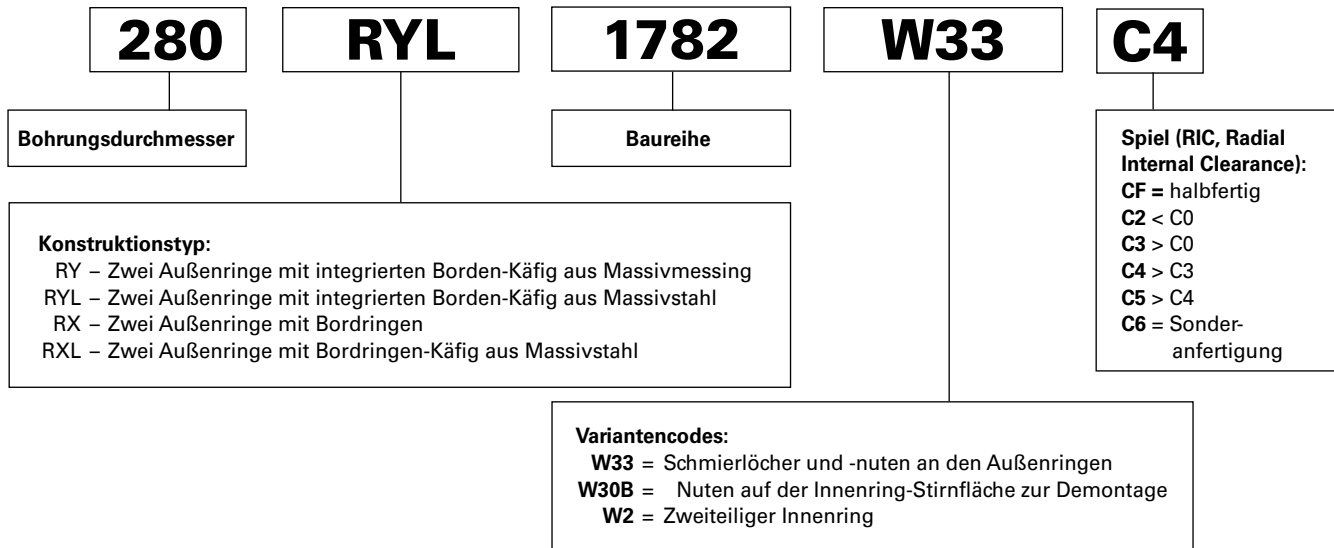 280 RYL 1782 W33 C4
Bohrungsdurchmesser
Baureihe
Konstruktionstyp:
RY – Zwei Außenringe mit integrierten Borden-Käfig aus Massivmessing
RYL – Zwei Außenringe mit integrierten Borden-Käfig aus Massivstahl
RX – Zwei Außenringe mit Bordringen
RXL – Zwei Außenringe mit Bordringen-Käfig aus Massivstahl
Spiel (RIC, Radial
Internal Clearance):
CF = halbfertig
C2 < C0
C3 > C0
C4 > C3
C5 > C4
C6 = Sonder-
anfertigung
Variantencodes:
W33 = Schmierlöcher und -nuten an den Außenringen
W30B = Nuten auf der Innenring-Stirnfläche zur Demontage
W2 = Zweiteiliger Innenring